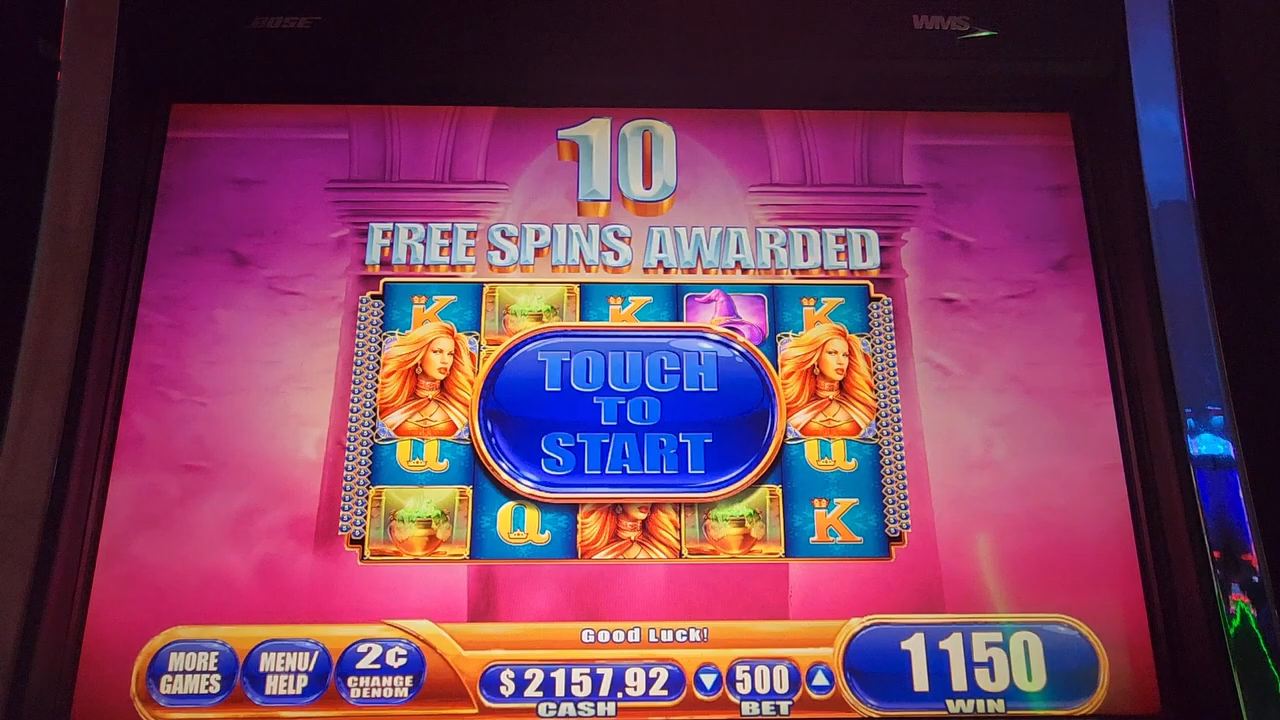 BOSE
WMS
10
FREE SPINS AWARDED
K K K
TOUCH
TO
START
Q Q
Q K
Good Luck!
MORE
GAMES
MENU/
HELP
2¢
CHANGE
DENOM
$2157.92
CASH
500
BET
1150
WIN